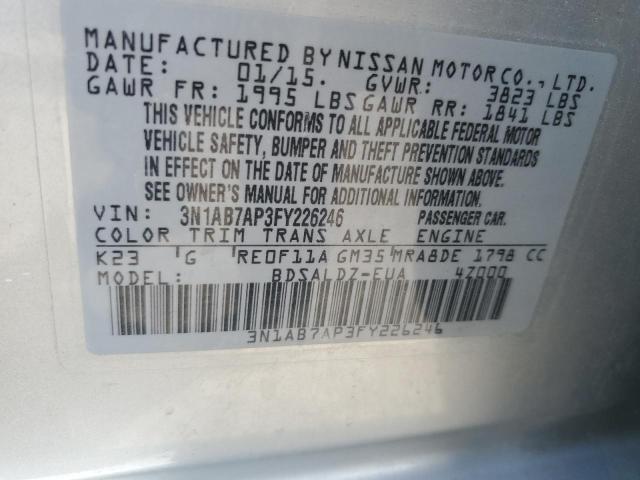 MANUFACTURED BY NISSAN MOTOR CO., LTD.
DATE: 01/15. GVWR: 3823 LBS
GAWR FR: 1995 LBS GAWR RR: 1841 LBS
THIS VEHICLE CONFORMS TO ALL APPLICABLE FEDERAL MOTOR
VEHICLE SAFETY, BUMPER AND THEFT PREVENTION STANDARDS
IN EFFECT ON THE DATE OF MANUFACTURE SHOWN ABOVE.
SEE OWNER'S MANUAL FOR ADDITIONAL INFORMATION.
VIN: 3N1AB7AP3FY226246 PASSENGER CAR.
COLOR TRIM TRANS AXLE ENGINE
K23 G RE0F11A GM35 MRA8DE 1798 CC
MODEL: BDSALDZ-EUA 4Z000
3N1AB7AP3FY226246